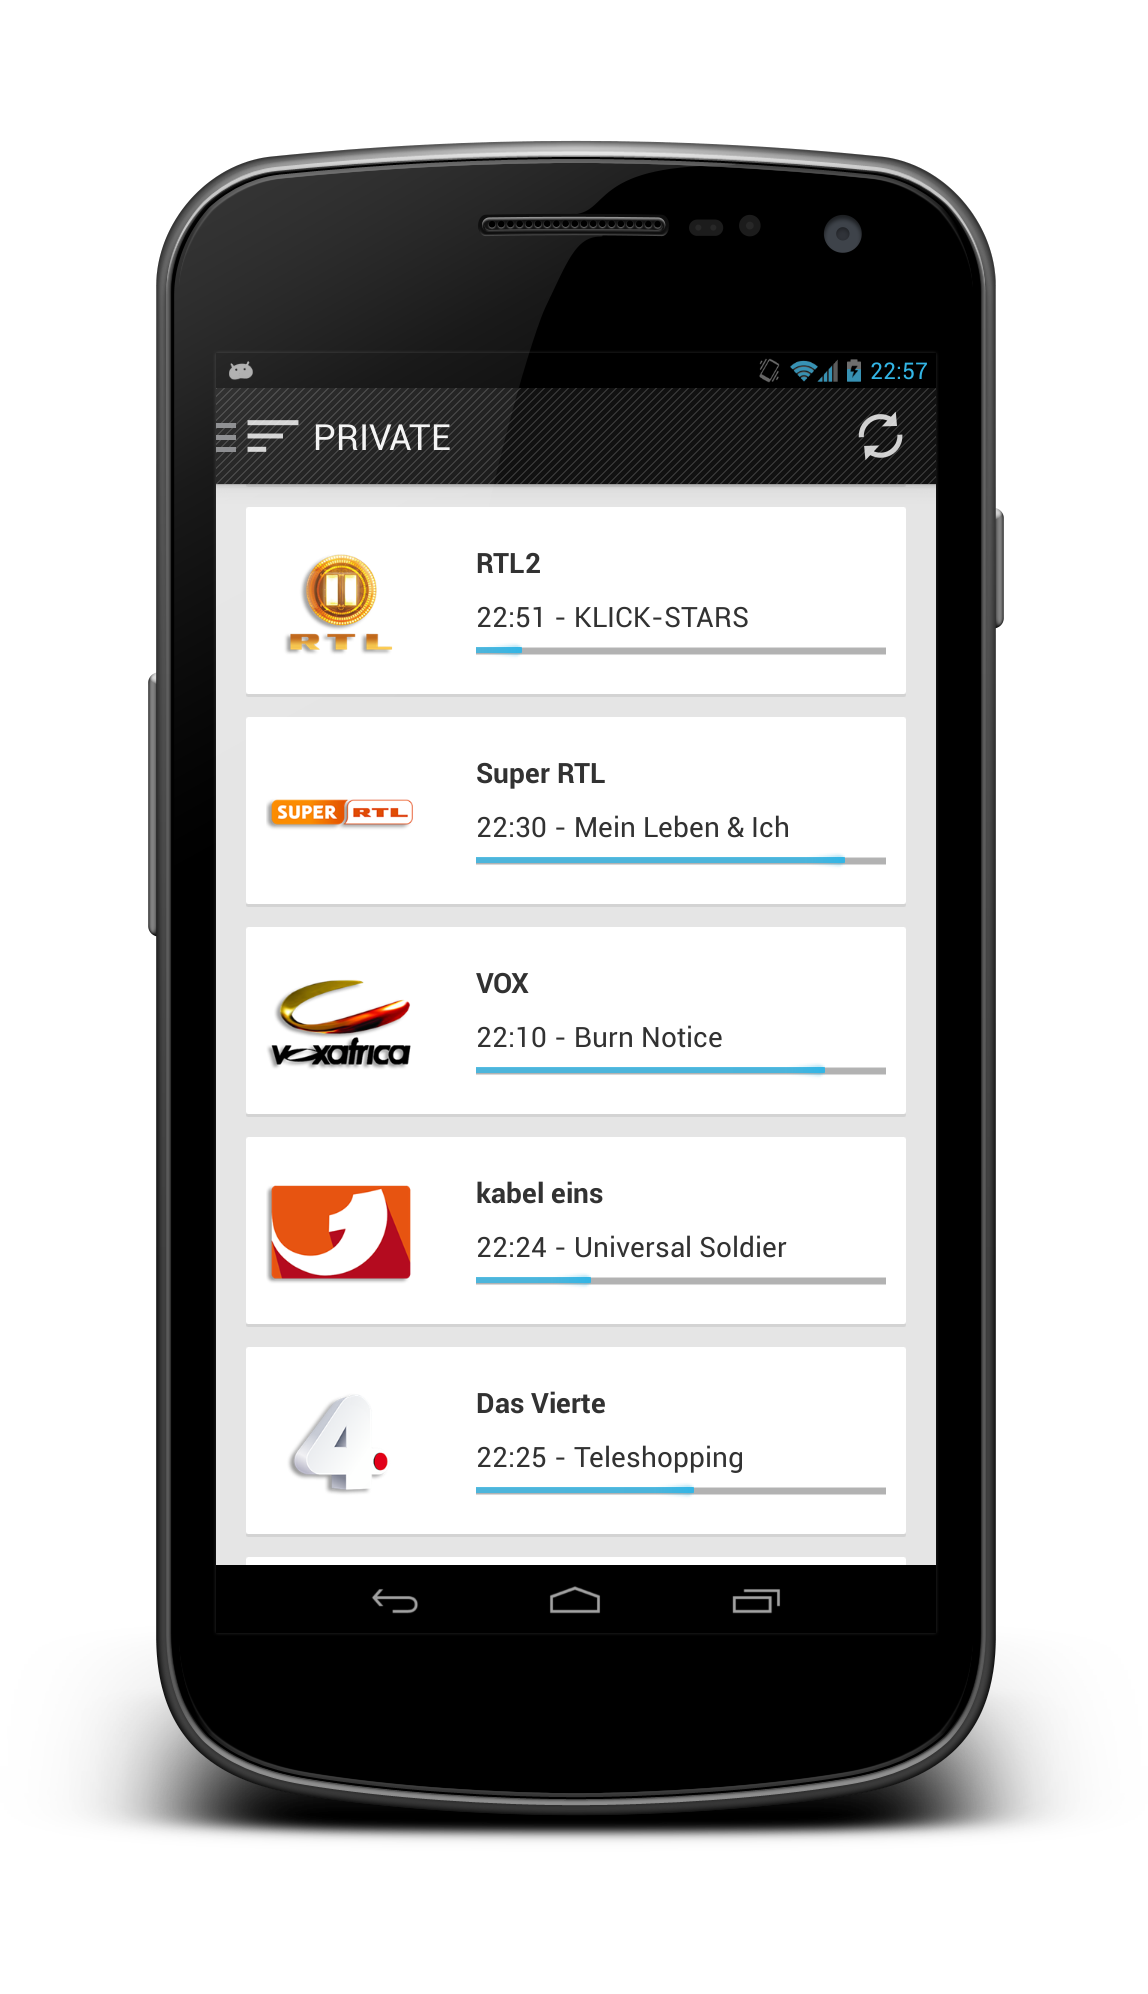 22:57
PRIVATE
RTL
RTL2
22:51 - KLICK-STARS
SUPER RTL
Super RTL
22:30 - Mein Leben & Ich
voxafrica
VOX
22:10 - Burn Notice
1
kabel eins
22:24 - Universal Soldier
4
Das Vierte
22:25 - Teleshopping